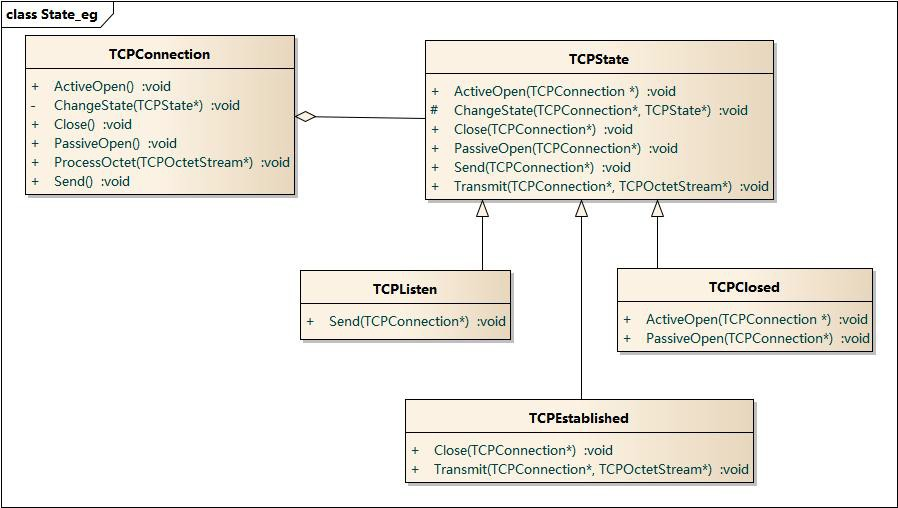 class State_eg
TCPConnection
+ ActiveOpen() :void
- ChangeState(TCPState*) :void
+ Close() :void
+ PassiveOpen() :void
+ ProcessOctet(TCPOctetStream*) :void
+ Send() :void
TCPState
+ ActiveOpen(TCPConnection *) :void
# ChangeState(TCPConnection*, TCPState*) :void
+ Close(TCPConnection*) :void
+ PassiveOpen(TCPConnection*) :void
+ Send(TCPConnection*) :void
+ Transmit(TCPConnection*, TCPOctetStream*) :void
TCPListen
+ Send(TCPConnection*) :void
TCPClosed
+ ActiveOpen(TCPConnection *) :void
+ PassiveOpen(TCPConnection*) :void
TCPEstablished
+ Close(TCPConnection*) :void
+ Transmit(TCPConnection*, TCPOctetStream*) :void